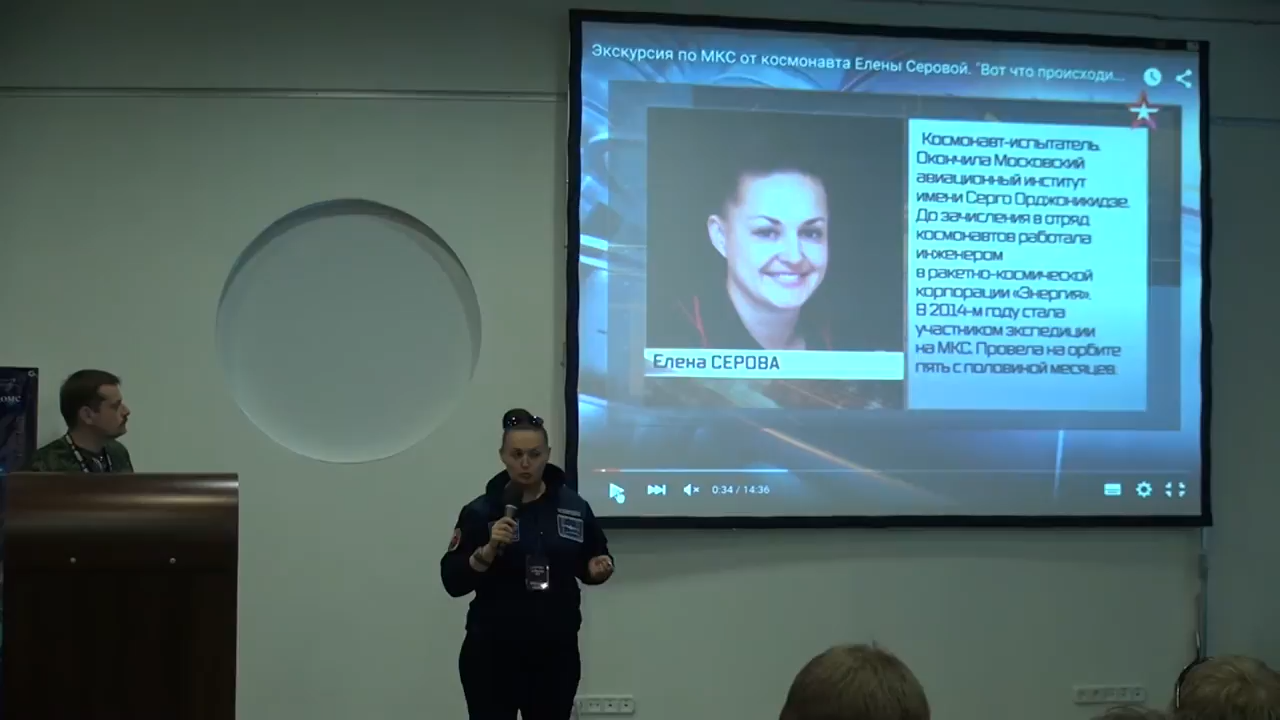 Экскурсия по МКС от космонавта Елены Серовой. "Вот что происходи...
Космонавт-испытатель.
Окончила Московский
авиационный институт
имени Серго Орджоникидзе.
До зачисления в отряд
космонавтов работала
инженером
в ракетно-космической
корпорации «Энергия».
В 2014-м году стала
участником экспедиции
на МКС. Провела на орбите
пять с половиной месяцев.
Елена СЕРОВА
0:34 / 14:36